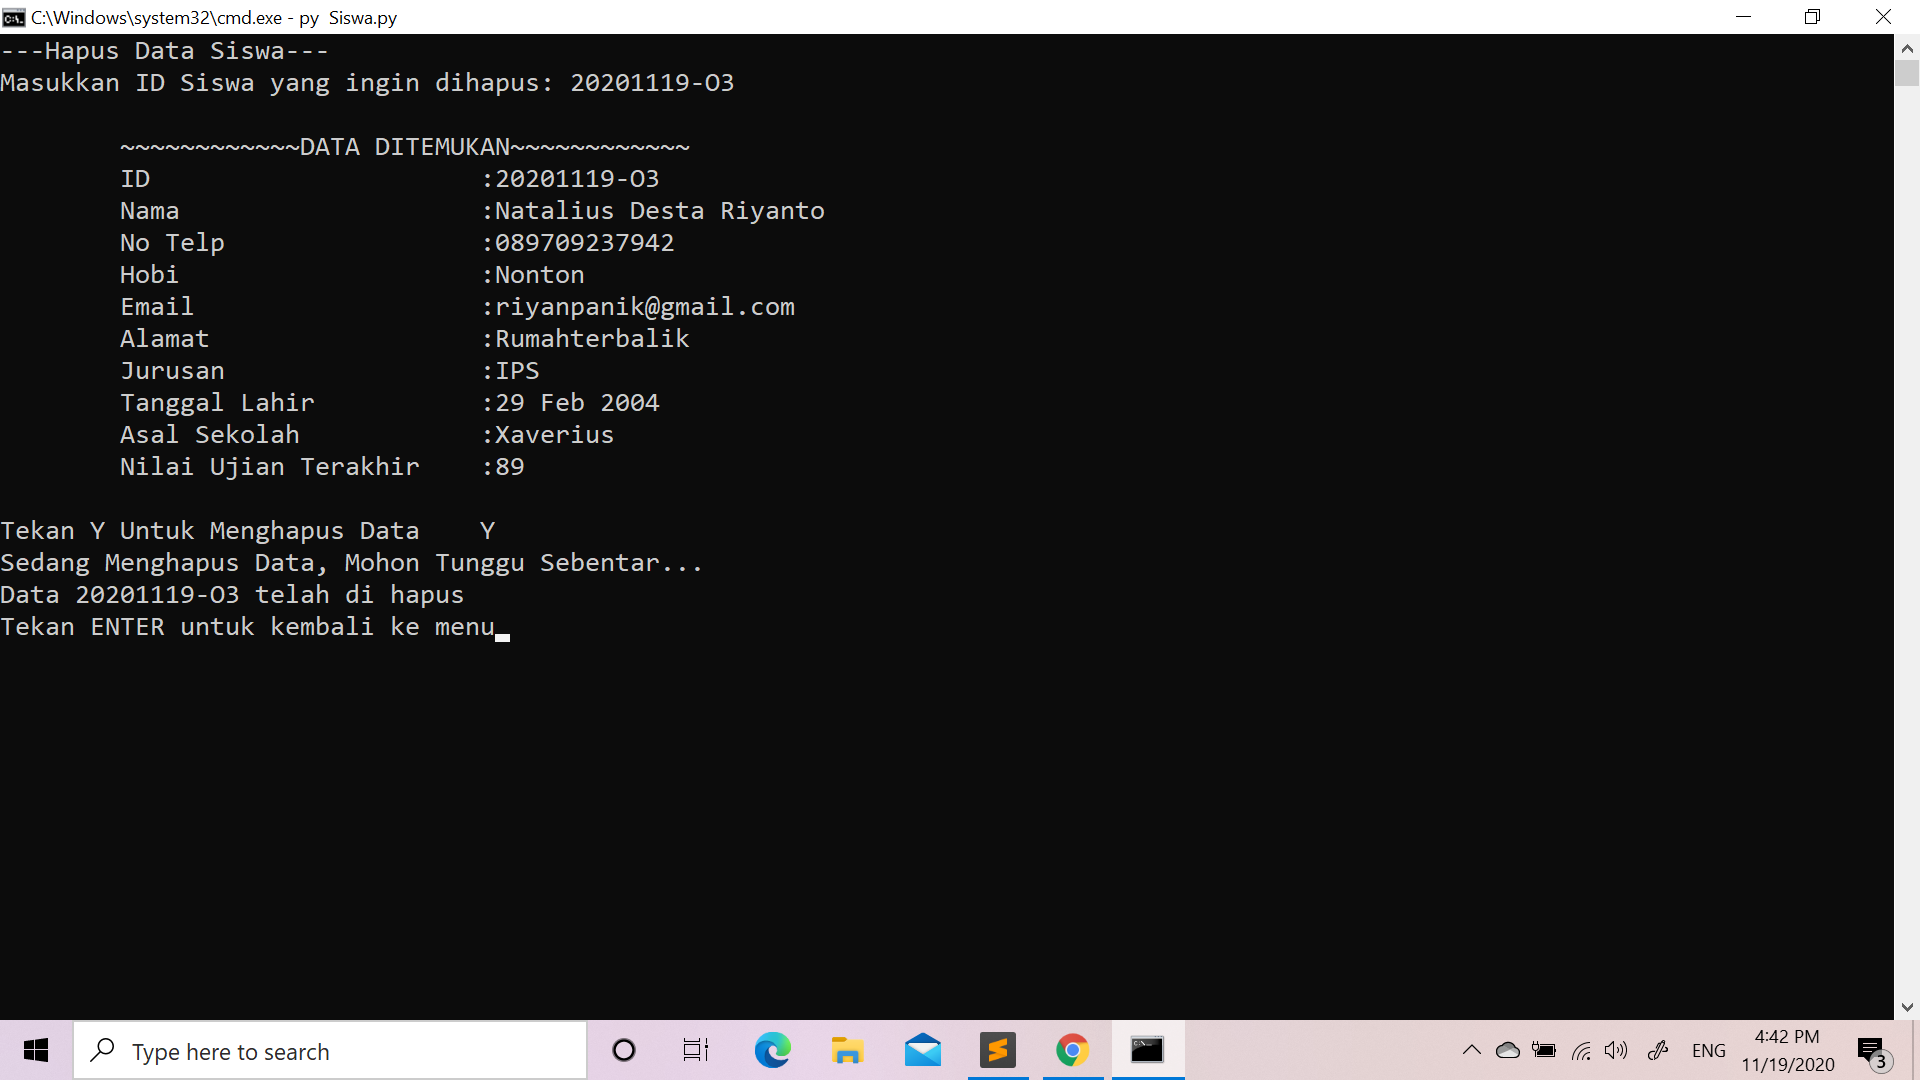 C:\Windows\system32\cmd.exe - py  Siswa.py
---Hapus Data Siswa---
Masukkan ID Siswa yang ingin dihapus: 20201119-O3
~~~~~~~~~~~~DATA DITEMUKAN~~~~~~~~~~~~
ID :20201119-O3
Nama :Natalius Desta Riyanto
No Telp :089709237942
Hobi :Nonton
Email :riyanpanik@gmail.com
Alamat :Rumahterbalik
Jurusan :IPS
Tanggal Lahir :29 Feb 2004
Asal Sekolah :Xaverius
Nilai Ujian Terakhir :89
Tekan Y Untuk Menghapus Data Y
Sedang Menghapus Data, Mohon Tunggu Sebentar...
Data 20201119-O3 telah di hapus
Tekan ENTER untuk kembali ke menu
Type here to search
ENG
4:42 PM
11/19/2020
3